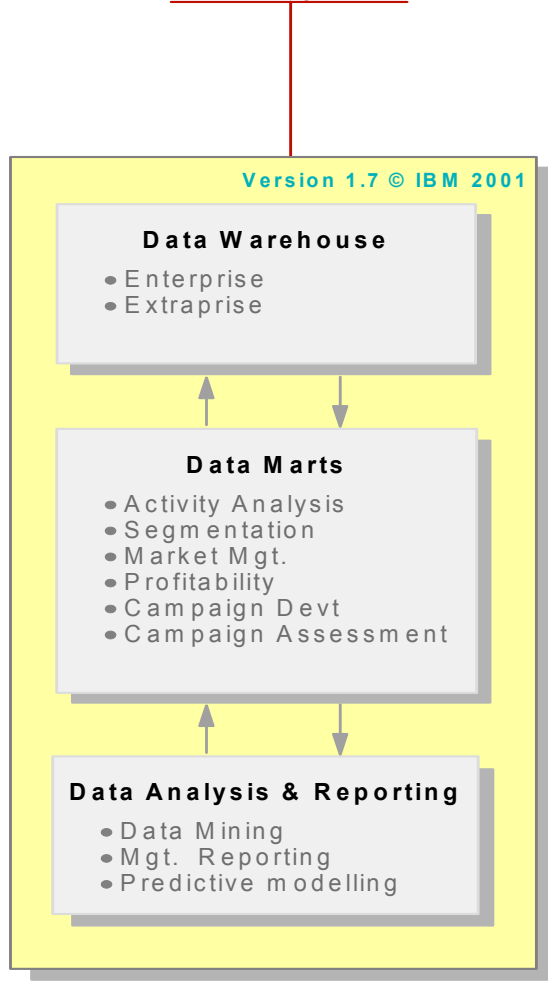 Version 1.7 © IBM 2001
Data Warehouse
● Enterprise
● Extraprise
Data Marts
● Activity Analysis
● Segmentation
● Market Mgt.
● Profitability
● Campaign Devt
● Campaign Assessment
Data Analysis & Reporting
● Data Mining
● Mgt. Reporting
● Predictive modelling